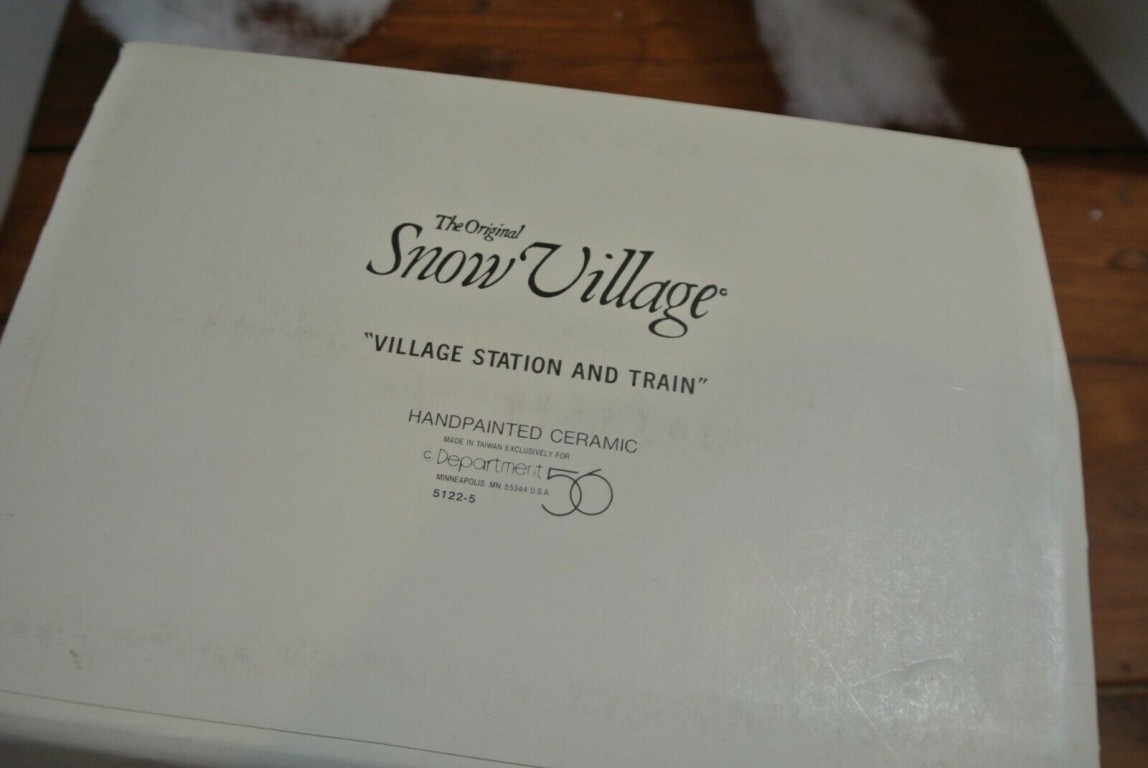 The Original
Snow Village©
"VILLAGE STATION AND TRAIN"
HANDPAINTED CERAMIC
MADE IN TAIWAN EXCLUSIVELY FOR
© Department 56
MINNEAPOLIS, MN. 55344 U.S.A.
5122-5